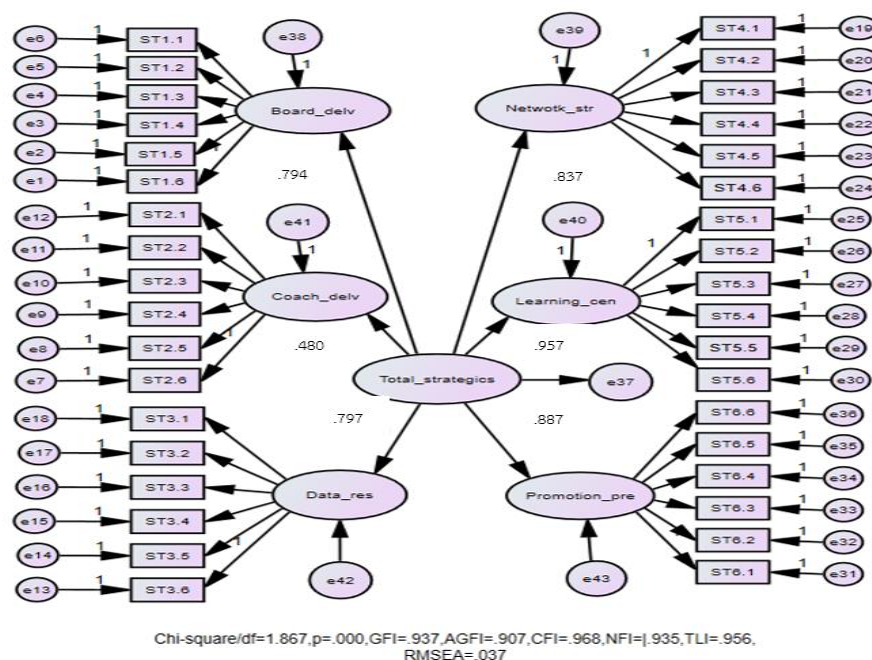 e6 1 ST1.1
e5 1 ST1.2
e4 1 ST1.3
e3 1 ST1.4
e2 1 ST1.5 1
e1 1 ST1.6
e38
1
Board_delv
.794
e12 1 ST2.1
e11 1 ST2.2
e10 1 ST2.3
e9 1 ST2.4
e8 1 ST2.5 1
e7 1 ST2.6
e41
1
Coach_delv
.480
e18 1 ST3.1
e17 1 ST3.2
e16 1 ST3.3
e15 1 ST3.4
e14 1 ST3.5 1
e13 1 ST3.6
Data_res
e42
.797
Total_strategics
e37
e39
1
Netwotk_str
.837
1 ST4.1 1 e19
ST4.2 1 e20
ST4.3 1 e21
ST4.4 1 e22
ST4.5 1 e23
ST4.6 1 e24
e40
1
Learning_cen
.957
1 ST5.1 1 e25
ST5.2 1 e26
ST5.3 1 e27
ST5.4 1 e28
ST5.5 1 e29
ST5.6 1 e30
.887
Promotion_pre
e43
ST6.6 1 e36
ST6.5 1 e35
ST6.4 1 e34
ST6.3 1 e33
ST6.2 1 e32
ST6.1 1 e31
Chi-square/df=1.867,p=.000,GFI=.937,AGFI=.907,CFI=.968,NFI=|.935,TLI=.956,
RMSEA=.037